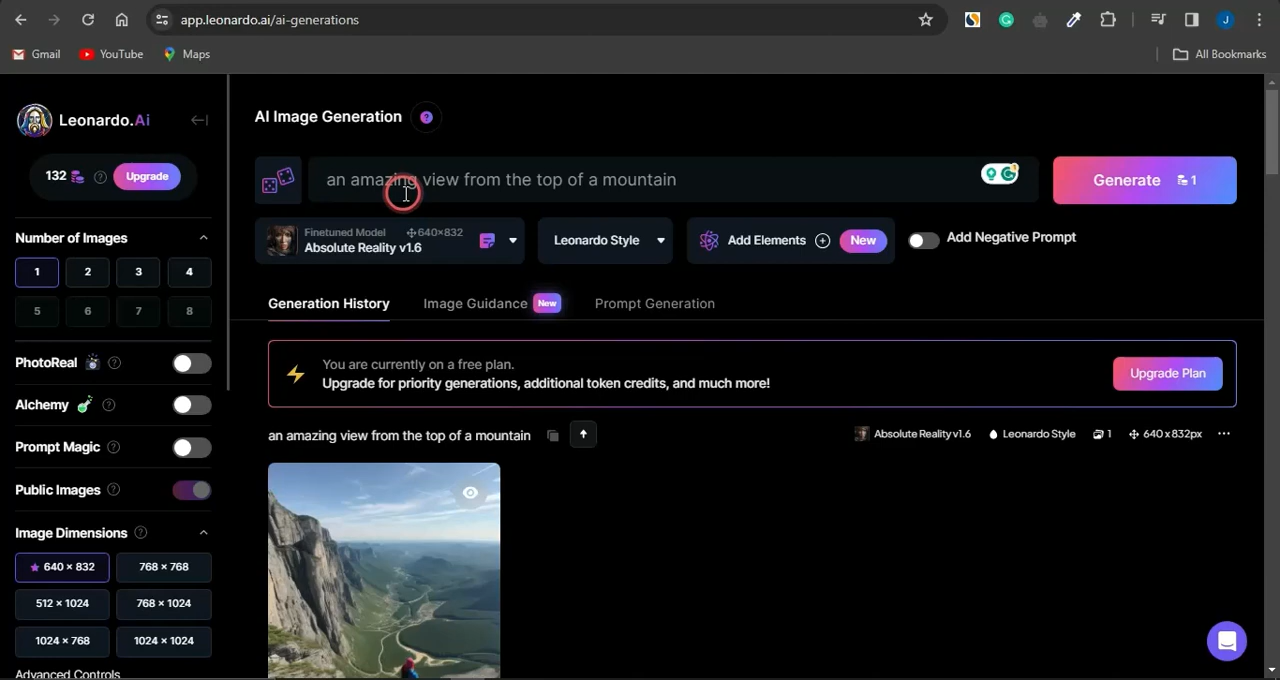 app.leonardo.ai/ai-generations
J
Gmail
YouTube
Maps
All Bookmarks
Leonardo.Ai
132
Upgrade
Number of Images
1
2
3
4
5
6
7
8
PhotoReal
Alchemy
Prompt Magic
Public Images
Image Dimensions
640 × 832
768 × 768
512 × 1024
768 × 1024
1024 × 768
1024 × 1024
Advanced Controls
AI Image Generation
an amazing view from the top of a mountain
Generate 1
Finetuned Model 640×832
Absolute Reality v1.6
Leonardo Style
Add Elements
New
Add Negative Prompt
Generation History
Image Guidance New
Prompt Generation
You are currently on a free plan.
Upgrade for priority generations, additional token credits, and much more!
Upgrade Plan
an amazing view from the top of a mountain
Absolute Reality v1.6
Leonardo Style
1
640 x 832px